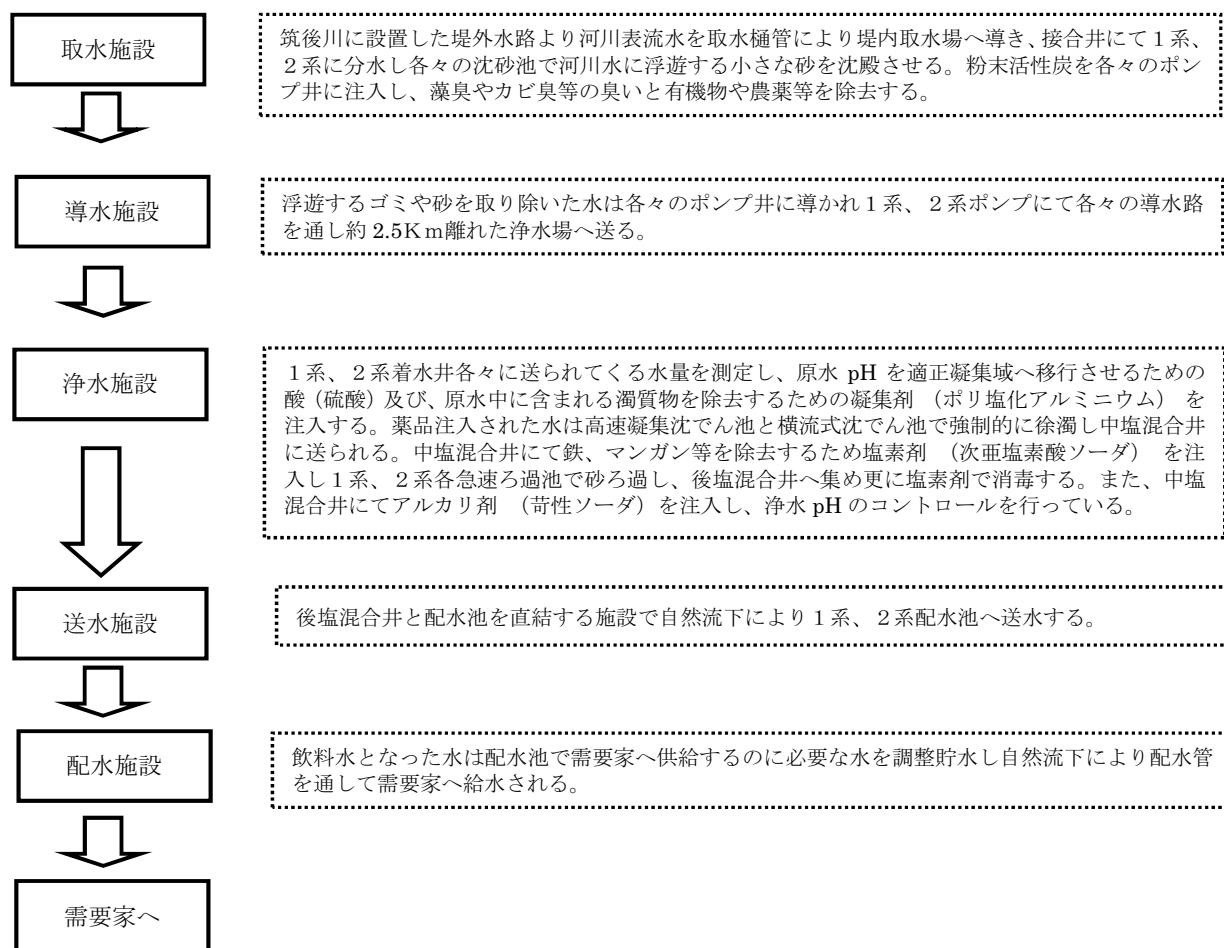 取水施設
筑後川に設置した堤外水路より河川表流水を取水樋管により堤内取水場へ導き、接合井にて１系、
２系に分水し各々の沈砂池で河川水に浮遊する小さな砂を沈殿させる。粉末活性炭を各々のポン
プ井に注入し、藻臭やカビ臭等の臭いと有機物や農薬等を除去する。
導水施設
浮遊するゴミや砂を取り除いた水は各々のポンプ井に導かれ１系、２系ポンプにて各々の導水路
を通し約 2.5Kｍ離れた浄水場へ送る。
浄水施設
１系、２系着水井各々に送られてくる水量を測定し、原水 pH を適正凝集域へ移行させるための
酸（硫酸）及び、原水中に含まれる濁質物を除去するための凝集剤　（ポリ塩化アルミニウム）　を
注入する。薬品注入された水は高速凝集沈でん池と横流式沈でん池で強制的に徐濁し中塩混合井
に送られる。中塩混合井にて鉄、マンガン等を除去するため塩素剤　（次亜塩素酸ソーダ）　を注
入し１系、２系各急速ろ過池で砂ろ過し、後塩混合井へ集め更に塩素剤で消毒する。また、中塩
混合井にてアルカリ剤　（苛性ソーダ）を注入し、浄水 pH のコントロールを行っている。
送水施設
後塩混合井と配水池を直結する施設で自然流下により１系、２系配水池へ送水する。
配水施設
飲料水となった水は配水池で需要家へ供給するのに必要な水を調整貯水し自然流下により配水管
を通して需要家へ給水される。
需要家へ